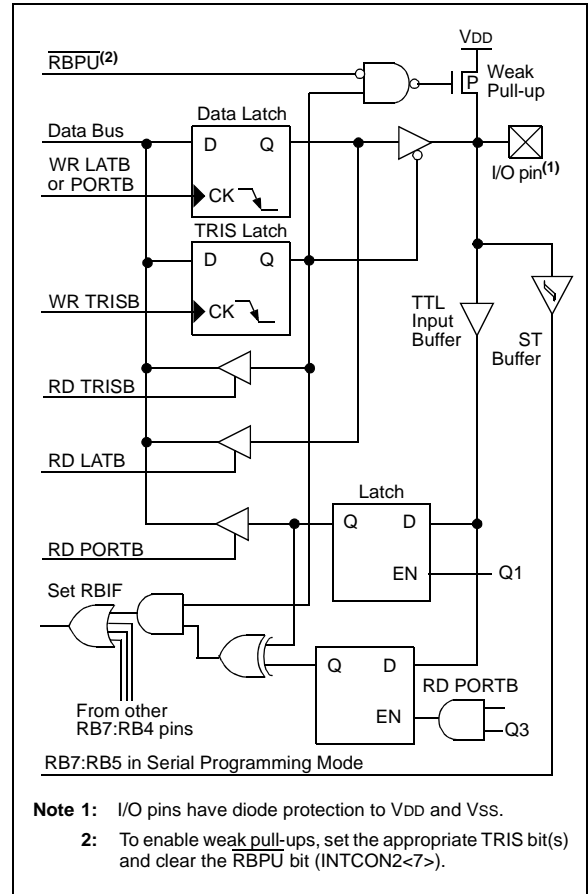 VDD
RBPU(2)
P
Weak
Pull-up
Data Latch
Data Bus
D Q
I/O pin(1)
WR LATB
or PORTB
CK
TRIS Latch
D Q
WR TRISB
CK
TTL
Input
Buffer
ST
Buffer
RD TRISB
RD LATB
Latch
Q D
RD PORTB
EN
Q1
Set RBIF
Q D
RD PORTB
EN
Q3
From other
RB7:RB4 pins
RB7:RB5 in Serial Programming Mode
Note 1: I/O pins have diode protection to VDD and VSS.
2: To enable weak pull-ups, set the appropriate TRIS bit(s)
and clear the RBPU bit (INTCON2<7>).